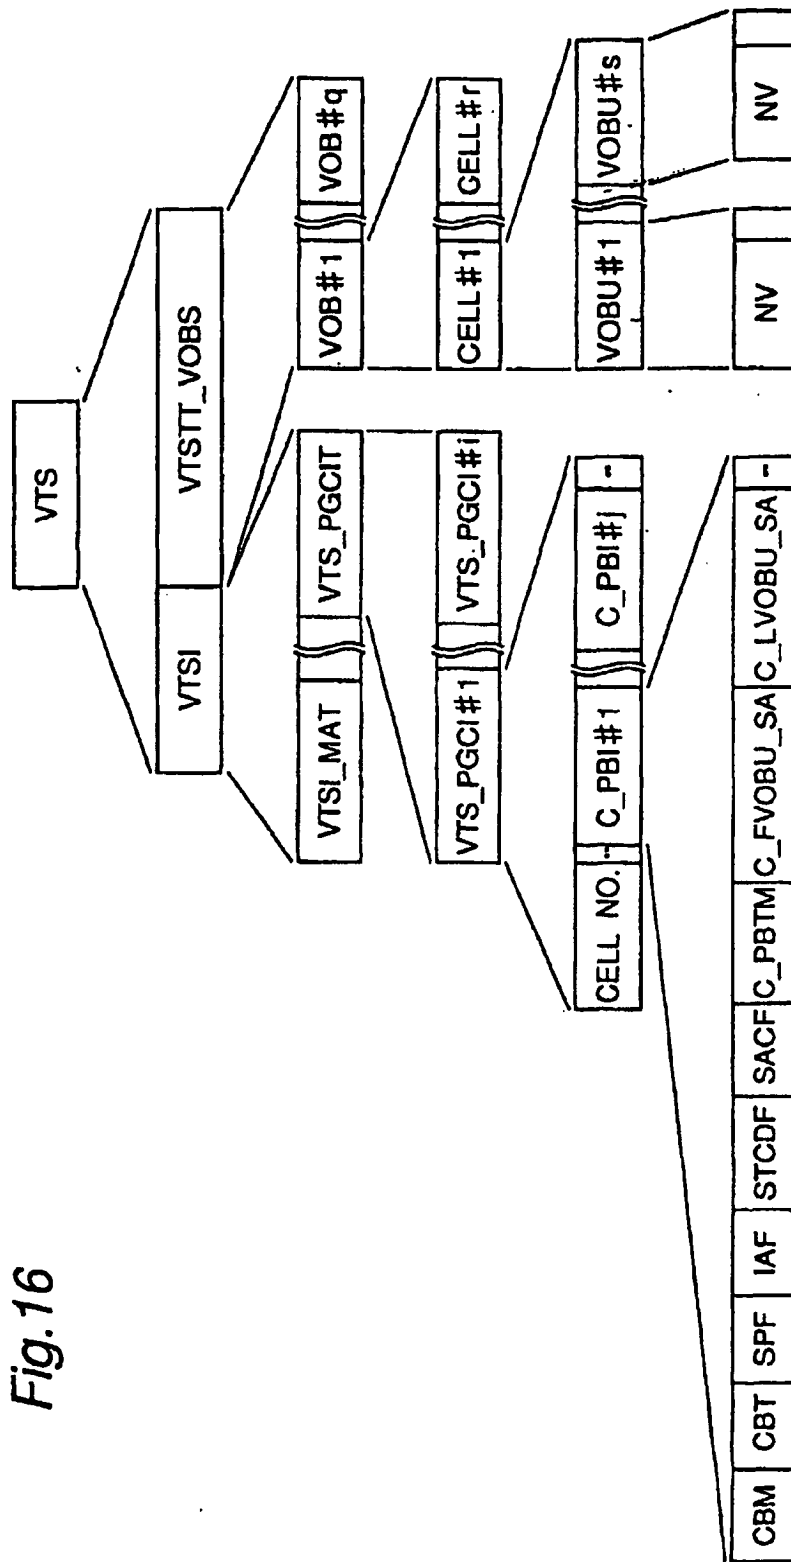 Fig.16
VTS
VTSI VTSTT_VOBS
VTSI_MAT VTS_PGCIT VOB#1 VOB#q
VTS_PGCI#1 VTS_PGCI#i CELL#1 CELL#r
CELL NO. -- C_PBI#1 C_PBI#j -- VOBU#1 VOBU#s
CBM CBT SPF IAF STCDF SACF C_PBTM C_FVOBU_SA C_LVOBU_SA -- NV NV